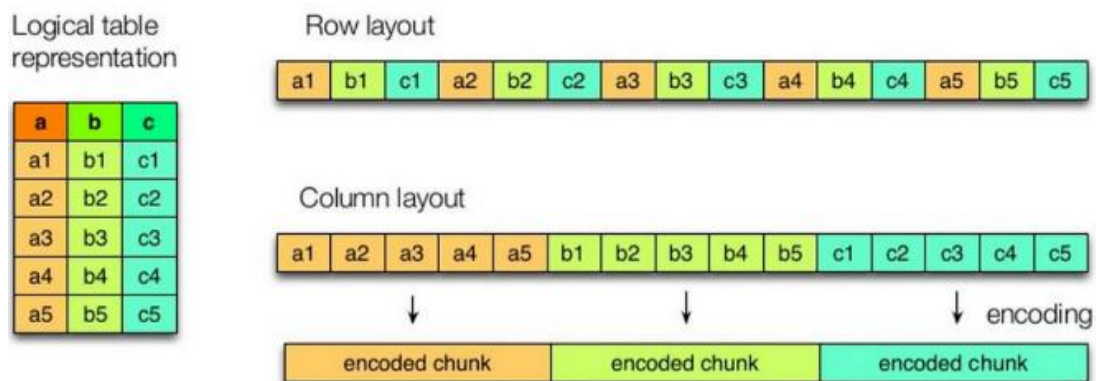 Logical table
representation
a b c
a1 b1 c1
a2 b2 c2
a3 b3 c3
a4 b4 c4
a5 b5 c5
Row layout
a1 b1 c1 a2 b2 c2 a3 b3 c3 a4 b4 c4 a5 b5 c5
Column layout
a1 a2 a3 a4 a5 b1 b2 b3 b4 b5 c1 c2 c3 c4 c5
encoding
encoded chunk encoded chunk encoded chunk